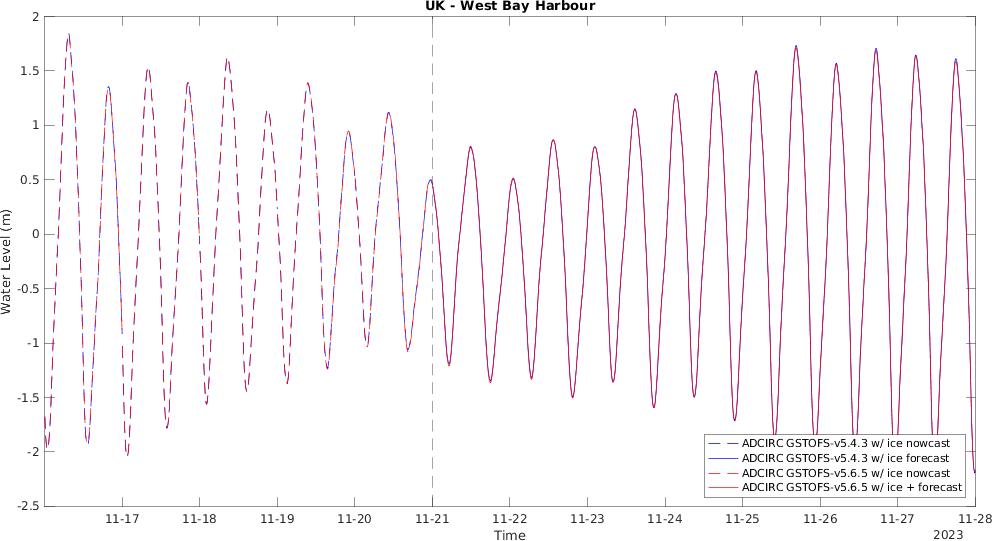 UK - West Bay Harbour
2
1.5
1
0.5
0
-0.5
-1
-1.5
-2
-2.5
Water Level (m)
ADCIRC GSTOFS-v5.4.3 w/ ice nowcast
ADCIRC GSTOFS-v5.4.3 w/ ice forecast
ADCIRC GSTOFS-v5.6.5 w/ ice nowcast
ADCIRC GSTOFS-v5.6.5 w/ ice + forecast
11-17 11-18 11-19 11-20 11-21 11-22 11-23 11-24 11-25 11-26 11-27 11-28
Time
2023